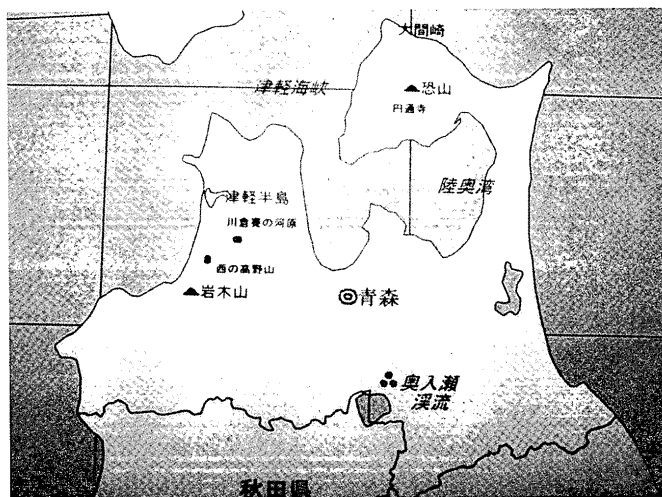 大間崎
津軽海峡
恐山
円通寺
陸奥湾
津軽半島
川倉賽の河原
西の高野山
岩木山
青森
奥入瀬
渓流
秋田県